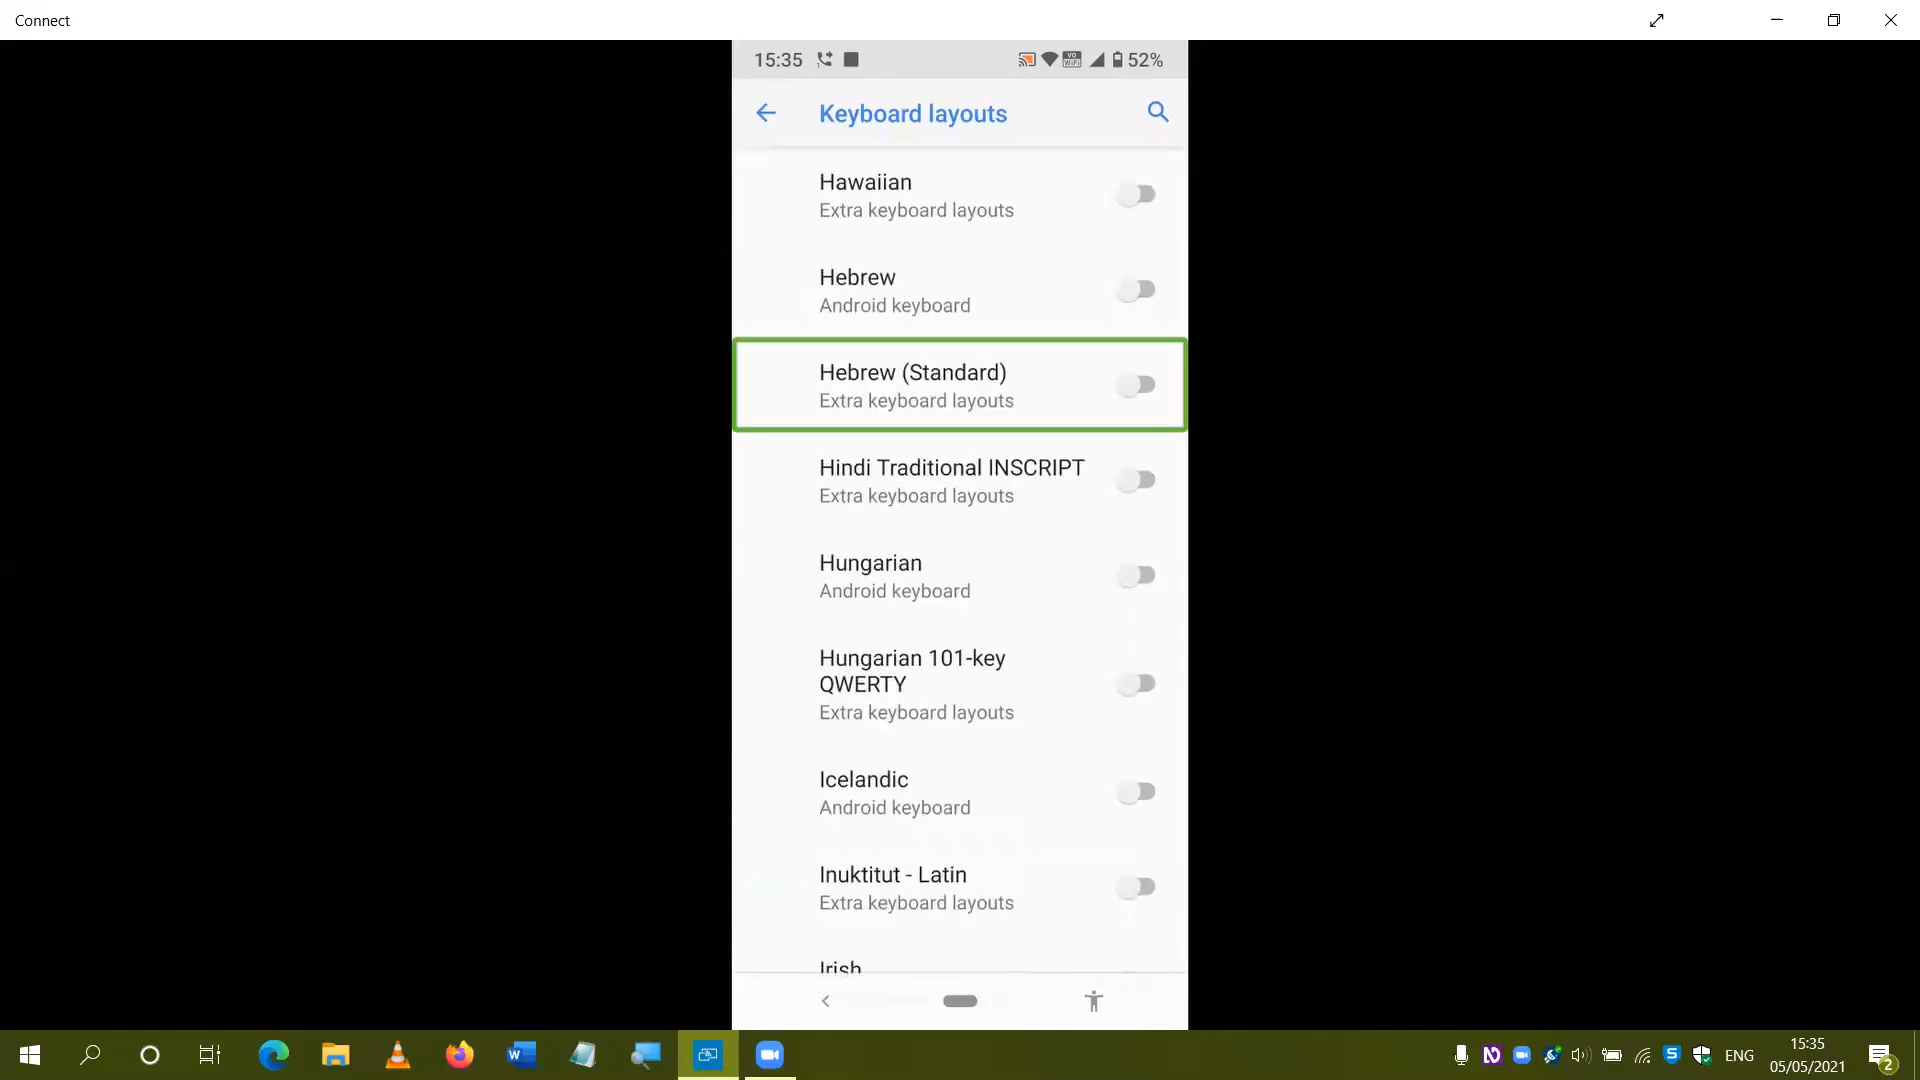 Connect
15:35
52%
Keyboard layouts
Hawaiian
Extra keyboard layouts
Hebrew
Android keyboard
Hebrew (Standard)
Extra keyboard layouts
Hindi Traditional INSCRIPT
Extra keyboard layouts
Hungarian
Android keyboard
Hungarian 101-key
QWERTY
Extra keyboard layouts
Icelandic
Android keyboard
Inuktitut - Latin
Extra keyboard layouts
Irish
ENG
15:35
05/05/2021
2